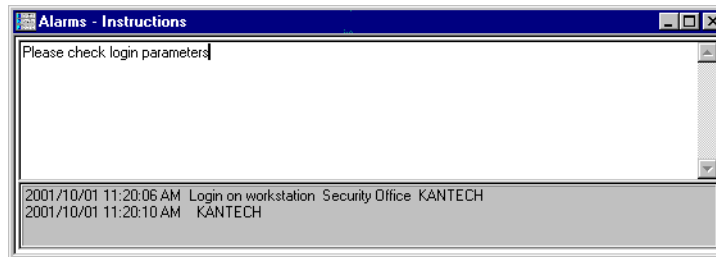 Alarms - Instructions
Please check login parameters
2001/10/01 11:20:06 AM  Login on workstation  Security Office  KANTECH
2001/10/01 11:20:10 AM    KANTECH